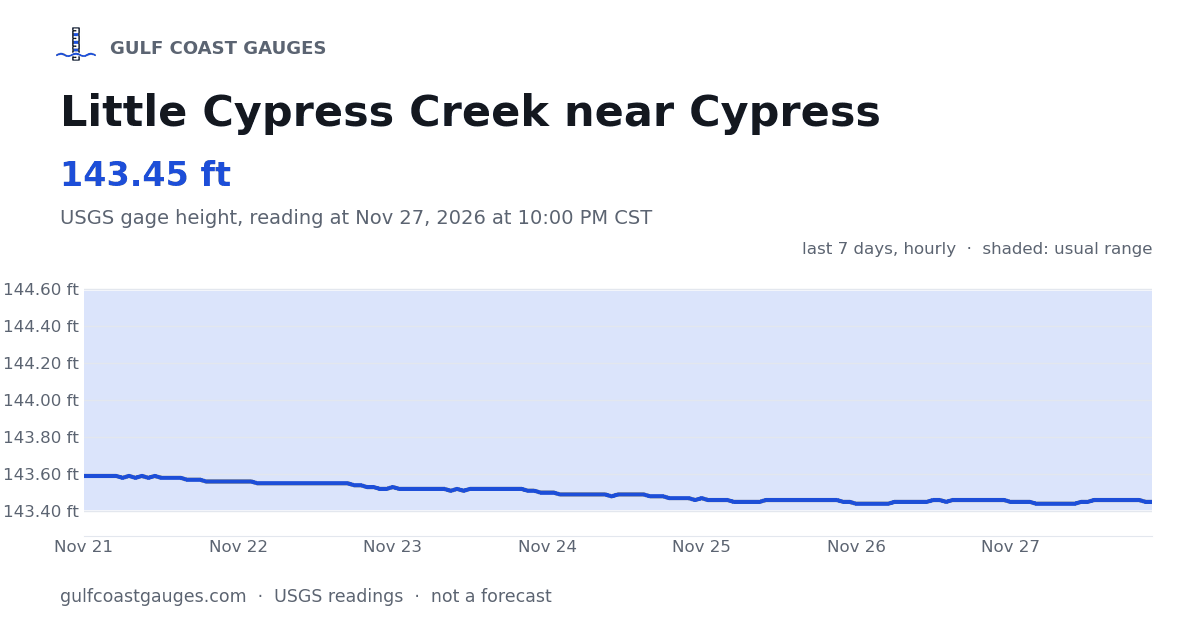 GULF COAST GAUGES
Little Cypress Creek near Cypress
143.45 ft
USGS gage height, reading at Nov 27, 2026 at 10:00 PM CST
last 7 days, hourly · shaded: usual range
144.60 ft
144.40 ft
144.20 ft
144.00 ft
143.80 ft
143.60 ft
143.40 ft
Nov 21 Nov 22 Nov 23 Nov 24 Nov 25 Nov 26 Nov 27
gulfcoastgauges.com · USGS readings · not a forecast